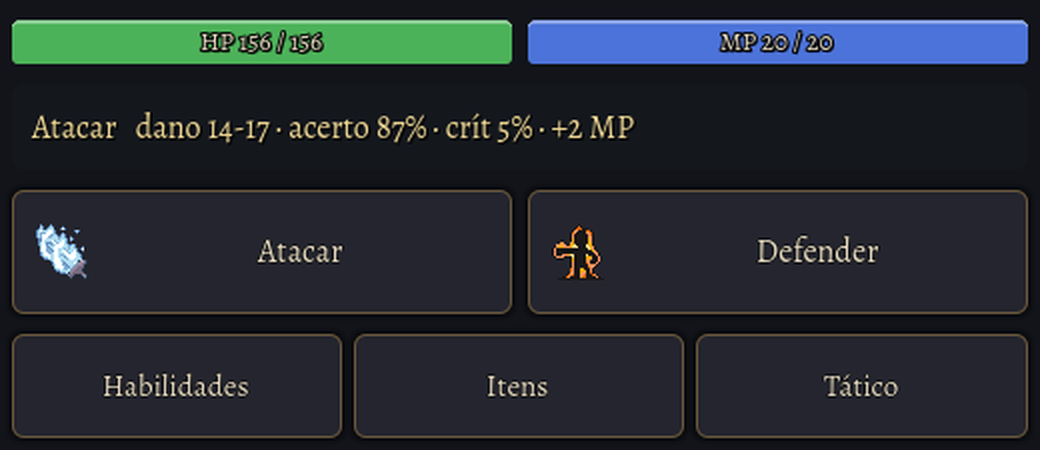 HP 156 / 156 MP 20 / 20
Atacar dano 14-17 · acerto 87% · crít 5% · +2 MP
Atacar Defender
Habilidades Itens Tático